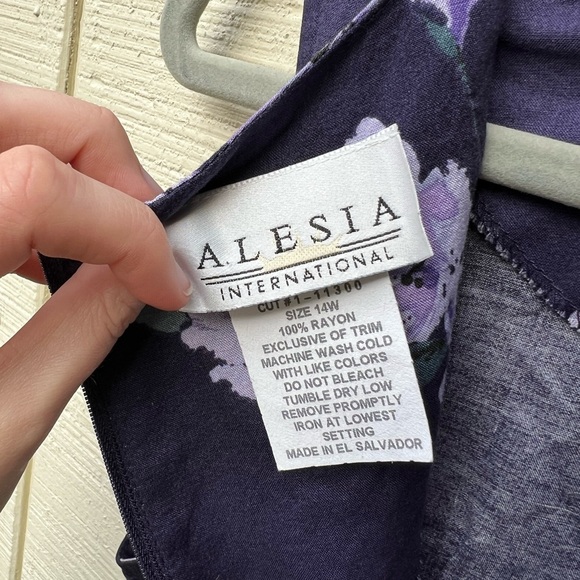 A.LESIA
INTERNATIONAL
CUT #1-11300
SIZE 14W
100% RAYON
EXCLUSIVE OF TRIM
MACHINE WASH COLD
WITH LIKE COLORS
DO NOT BLEACH
TUMBLE DRY LOW
REMOVE PROMPTLY
IRON AT LOWEST
SETTING
MADE IN EL SALVADOR